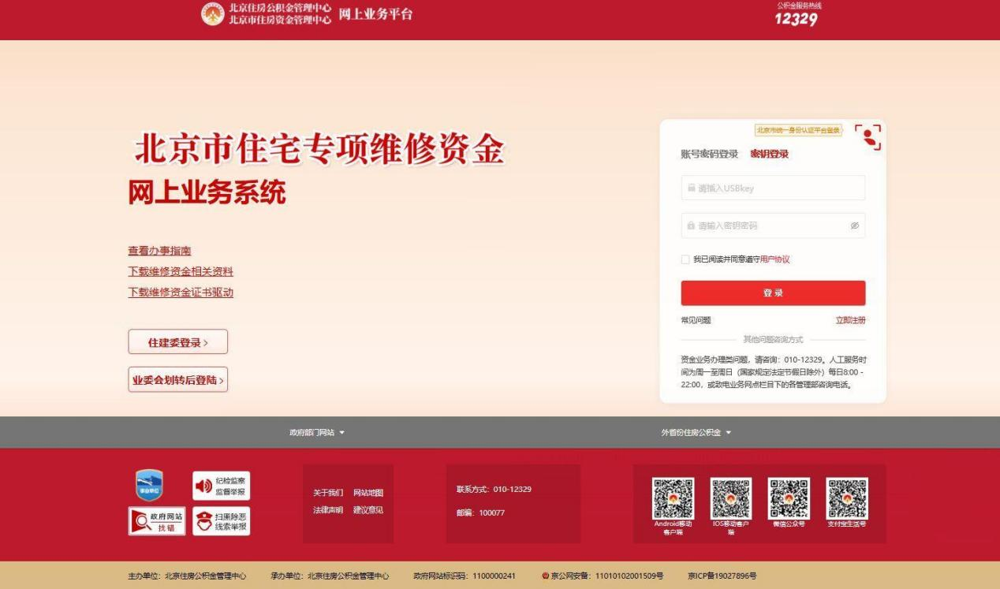 北京住房公积金管理中心
北京市住房资金管理中心
网上业务平台
公积金服务热线
12329
北京市住宅专项维修资金
网上业务系统
查看办事指南
下载维修资金相关资料
下载维修资金证书驱动
住建委登录 >
业委会划转后登陆 >
北京市统一身份认证平台登录
账号密码登录 密钥登录
请插入USBkey
请输入密钥密码
我已阅读并同意遵守用户协议
登 录
常见问题 立即注册
其他问题咨询方式
资金业务办理类问题，请咨询：010-12329。人工服务时
间为周一至周日（国家规定法定节假日除外）每日8:00 -
22:00，或致电业务网点栏目下的各管理部咨询电话。
政府部门网站 外省份住房公积金
事业单位
纪检监察
监督举报
政府网站
找错
扫黑除恶
线索举报
关于我们 网站地图
法律声明 建议意见
联系方式：010-12329
邮编：100077
Android移动
客户端
IOS移动客户
端
微信公众号
支付宝生活号
主办单位：北京住房公积金管理中心 承办单位：北京住房公积金管理中心 政府网站标识码：1100000241 京公网安备：11010102001509号 京ICP备19027896号